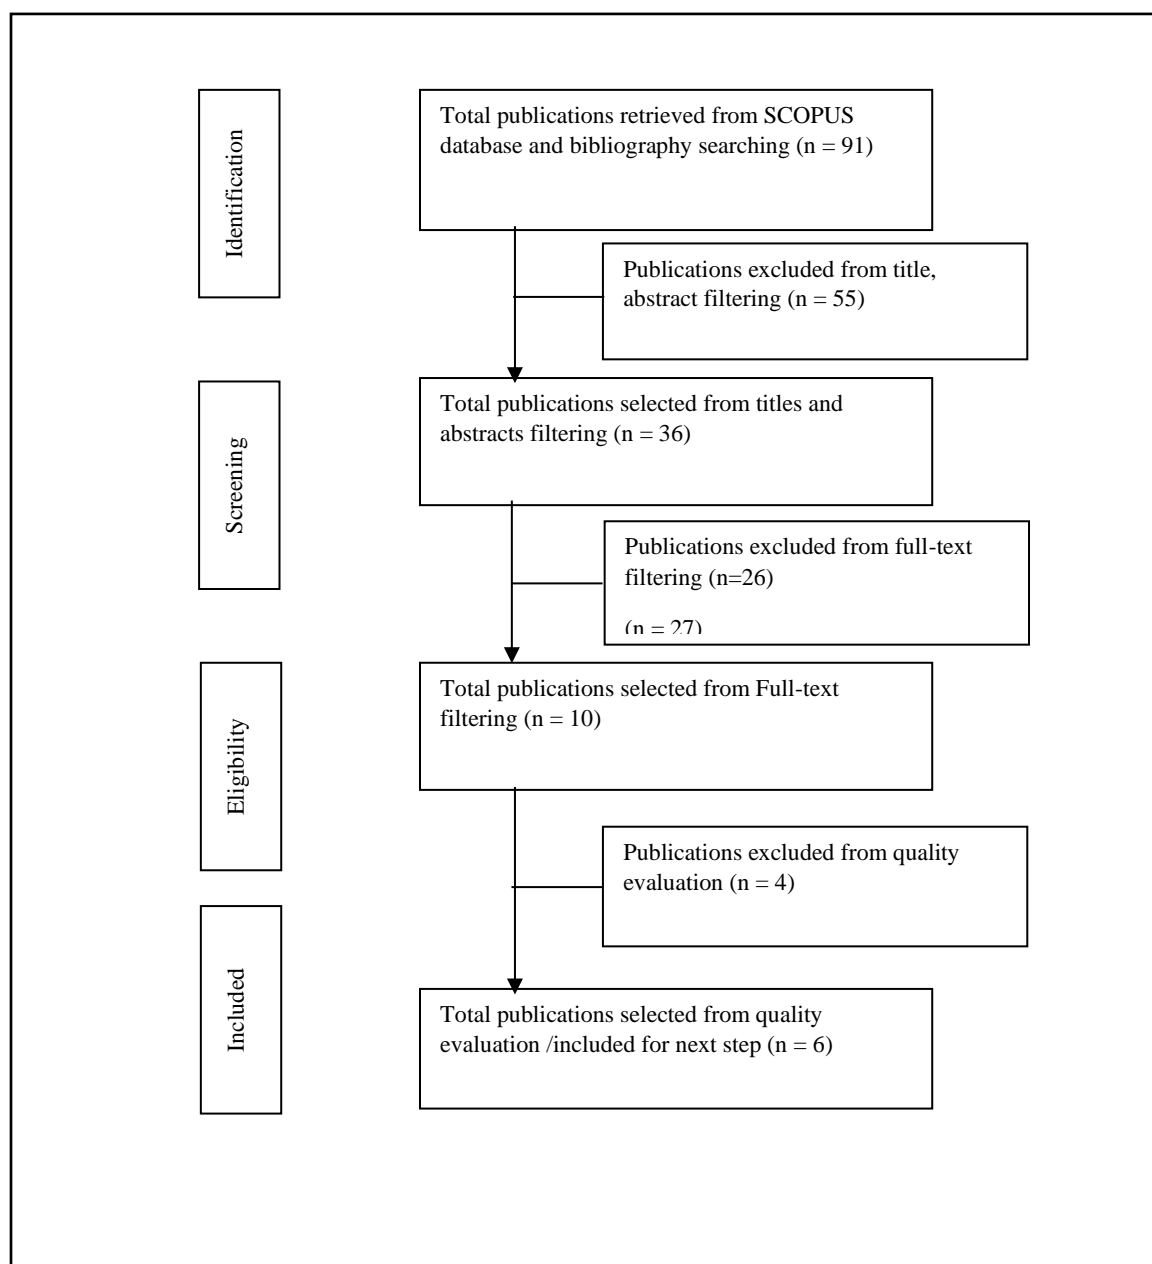 Identification
Total publications retrieved from SCOPUS
database and bibliography searching (n = 91)
Publications excluded from title,
abstract filtering (n = 55)
Screening
Total publications selected from titles and
abstracts filtering (n = 36)
Publications excluded from full-text
filtering (n=26)
(n = 27)
Eligibility
Total publications selected from Full-text
filtering (n = 10)
Publications excluded from quality
evaluation (n = 4)
Included
Total publications selected from quality
evaluation /included for next step (n = 6)